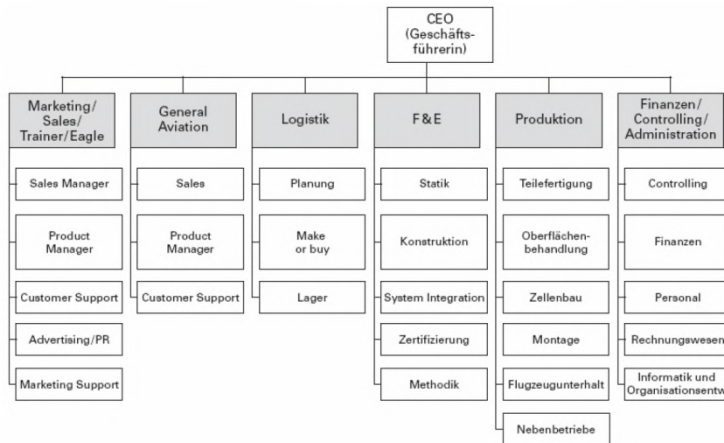 CEO
(Geschäfts-
führerin)
Marketing/
Sales/
Trainer/Eagle
General
Aviation
Logistik
F & E
Produktion
Finanzen/
Controlling/
Administration
Sales Manager
Product
Manager
Customer Support
Advertising/PR
Marketing Support
Sales
Product
Manager
Customer Support
Planung
Make
or buy
Lager
Statik
Konstruktion
System Integration
Zertifizierung
Methodik
Teilefertigung
Oberflächen-
behandlung
Zellenbau
Montage
Flugzeugunterhalt
Nebenbetriebe
Controlling
Finanzen
Personal
Rechnungswesen
Informatik und
Organisationsentw